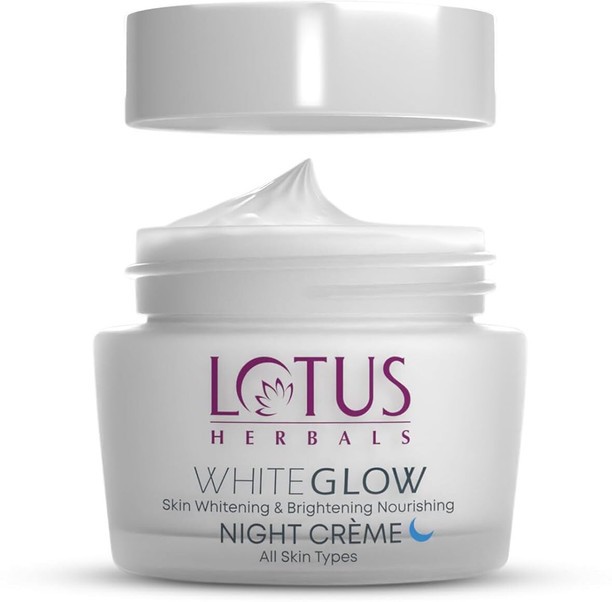 LOTUS
HERBALS
WHITEGLOW
Skin Whitening & Brightening Nourishing
NIGHT CRÈME
All Skin Types